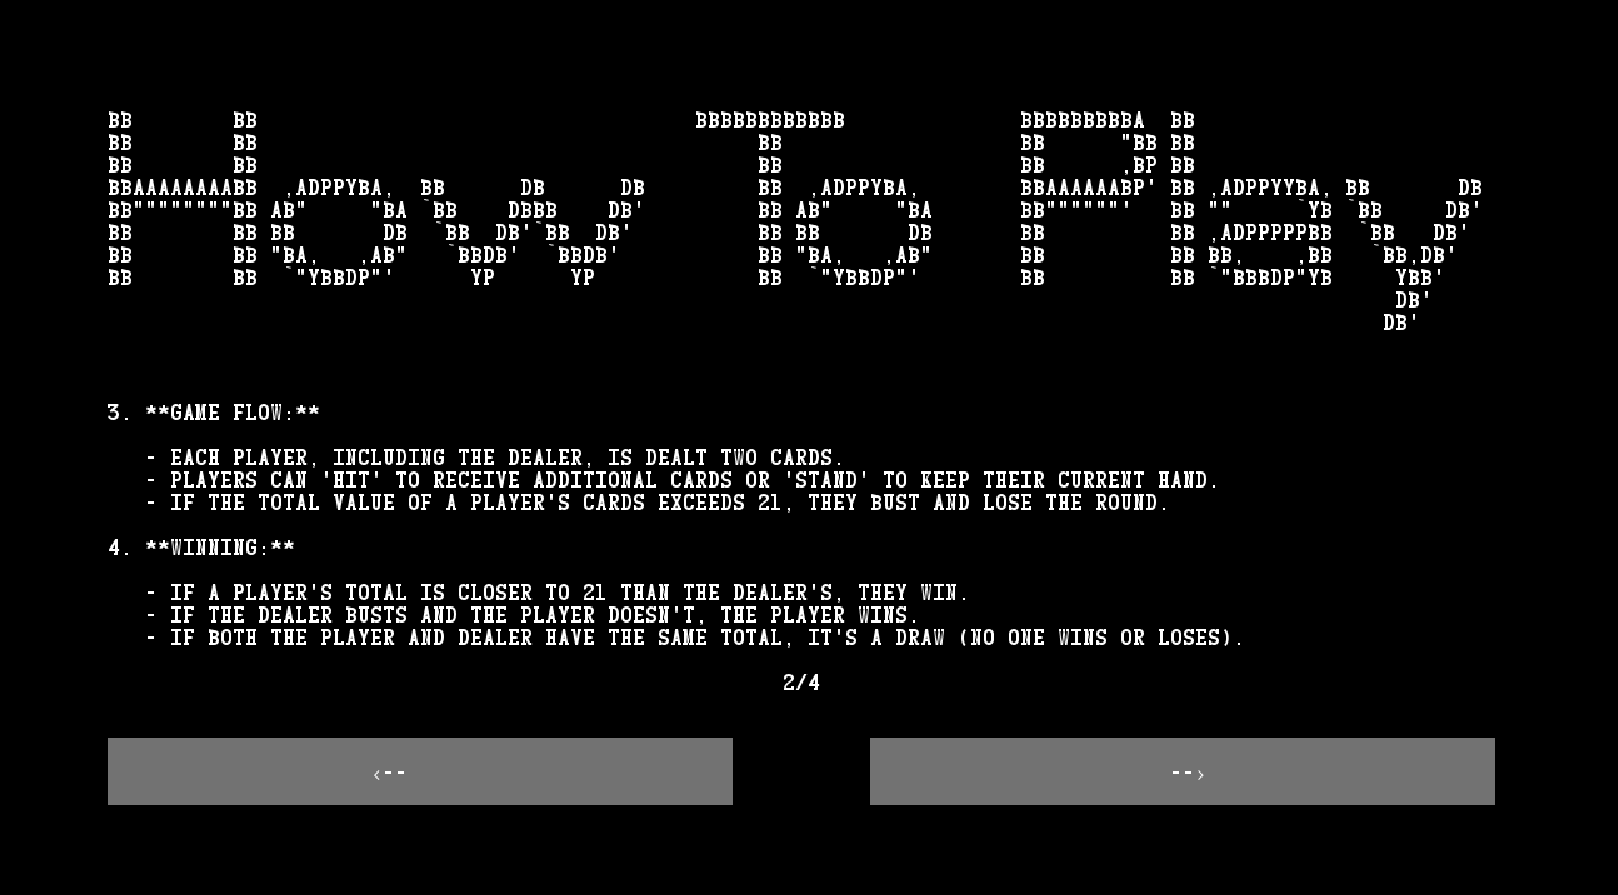 BB        BB                                   BBBBBBBBBBBB              BBBBBBBBBA  BB
BB        BB                                        BB                   BB      "BB BB
BB        BB                                        BB                   BB      ,BP BB
BBAAAAAAAABB  ,ADPPYBA,  BB      DB      DB         BB  ,ADPPYBA,        BBAAAAAABP' BB ,ADPPYYBA, BB       DB
BB""""""""BB AB"     "BA `BB    DBBB    DB'         BB AB"     "BA       BB""""""'   BB ""     `YB `BB     DB'
BB        BB BB       DB  `BB  DB'`BB  DB'          BB BB       DB       BB          BB ,ADPPPPPBB  `BB   DB'
BB        BB "BA,   ,AB"   `BBDB'  `BBDB'           BB "BA,   ,AB"       BB          BB BB,    ,BB   `BB,DB'
BB        BB  `"YBBDP"'      YP      YP             BB  `"YBBDP"'        BB          BB `"BBBDP"YB     YBB'
                                                                                                       DB'
                                                                                                      DB'
3. **GAME FLOW:**
- EACH PLAYER, INCLUDING THE DEALER, IS DEALT TWO CARDS.
- PLAYERS CAN 'HIT' TO RECEIVE ADDITIONAL CARDS OR 'STAND' TO KEEP THEIR CURRENT HAND.
- IF THE TOTAL VALUE OF A PLAYER'S CARDS EXCEEDS 21, THEY BUST AND LOSE THE ROUND.
4. **WINNING:**
- IF A PLAYER'S TOTAL IS CLOSER TO 21 THAN THE DEALER'S, THEY WIN.
- IF THE DEALER BUSTS AND THE PLAYER DOESN'T, THE PLAYER WINS.
- IF BOTH THE PLAYER AND DEALER HAVE THE SAME TOTAL, IT'S A DRAW (NO ONE WINS OR LOSES).
2/4
<--
-->